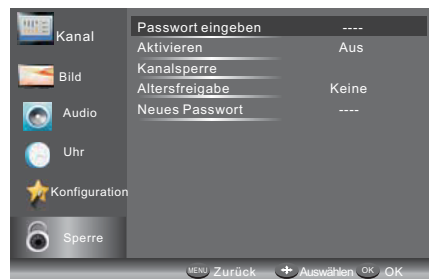 Kanal
Bild
Audio
Uhr
Konfiguration
Sperre
Passwort eingeben ----
Aktivieren Aus
Kanalsperre
Altersfreigabe Keine
Neues Passwort ----
MENU Zurück Auswählen OK OK